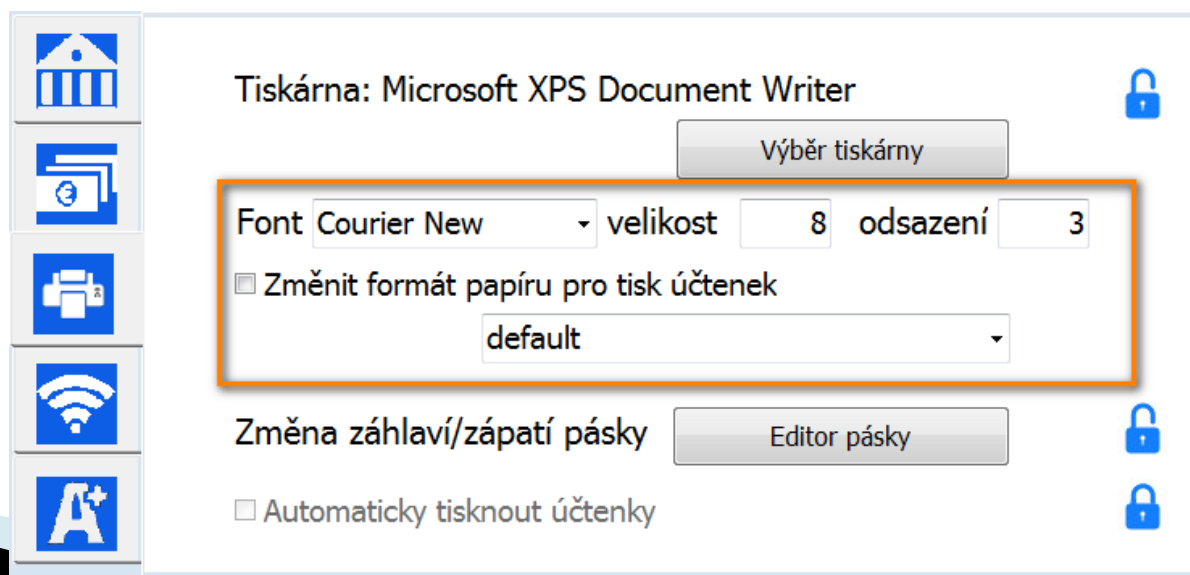 Tiskárna: Microsoft XPS Document Writer
Výběr tiskárny
Font Courier New velikost 8 odsazení 3
Změnit formát papíru pro tisk účtenek
default
Změna záhlaví/zápatí pásky Editor pásky
Automaticky tisknout účtenky